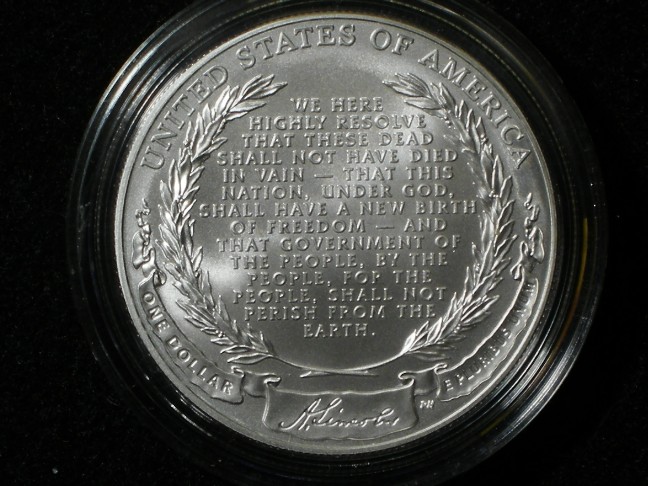 UNITED STATES OF AMERICA
WE HERE
HIGHLY RESOLVE
THAT THESE DEAD
SHALL NOT HAVE DIED
IN VAIN — THAT THIS
NATION, UNDER GOD,
SHALL HAVE A NEW BIRTH
OF FREEDOM — AND
THAT GOVERNMENT OF
THE PEOPLE, BY THE
PEOPLE, FOR THE
PEOPLE, SHALL NOT
PERISH FROM THE
EARTH.
ONE DOLLAR
E PLURIBUS UNUM
A. Lincoln